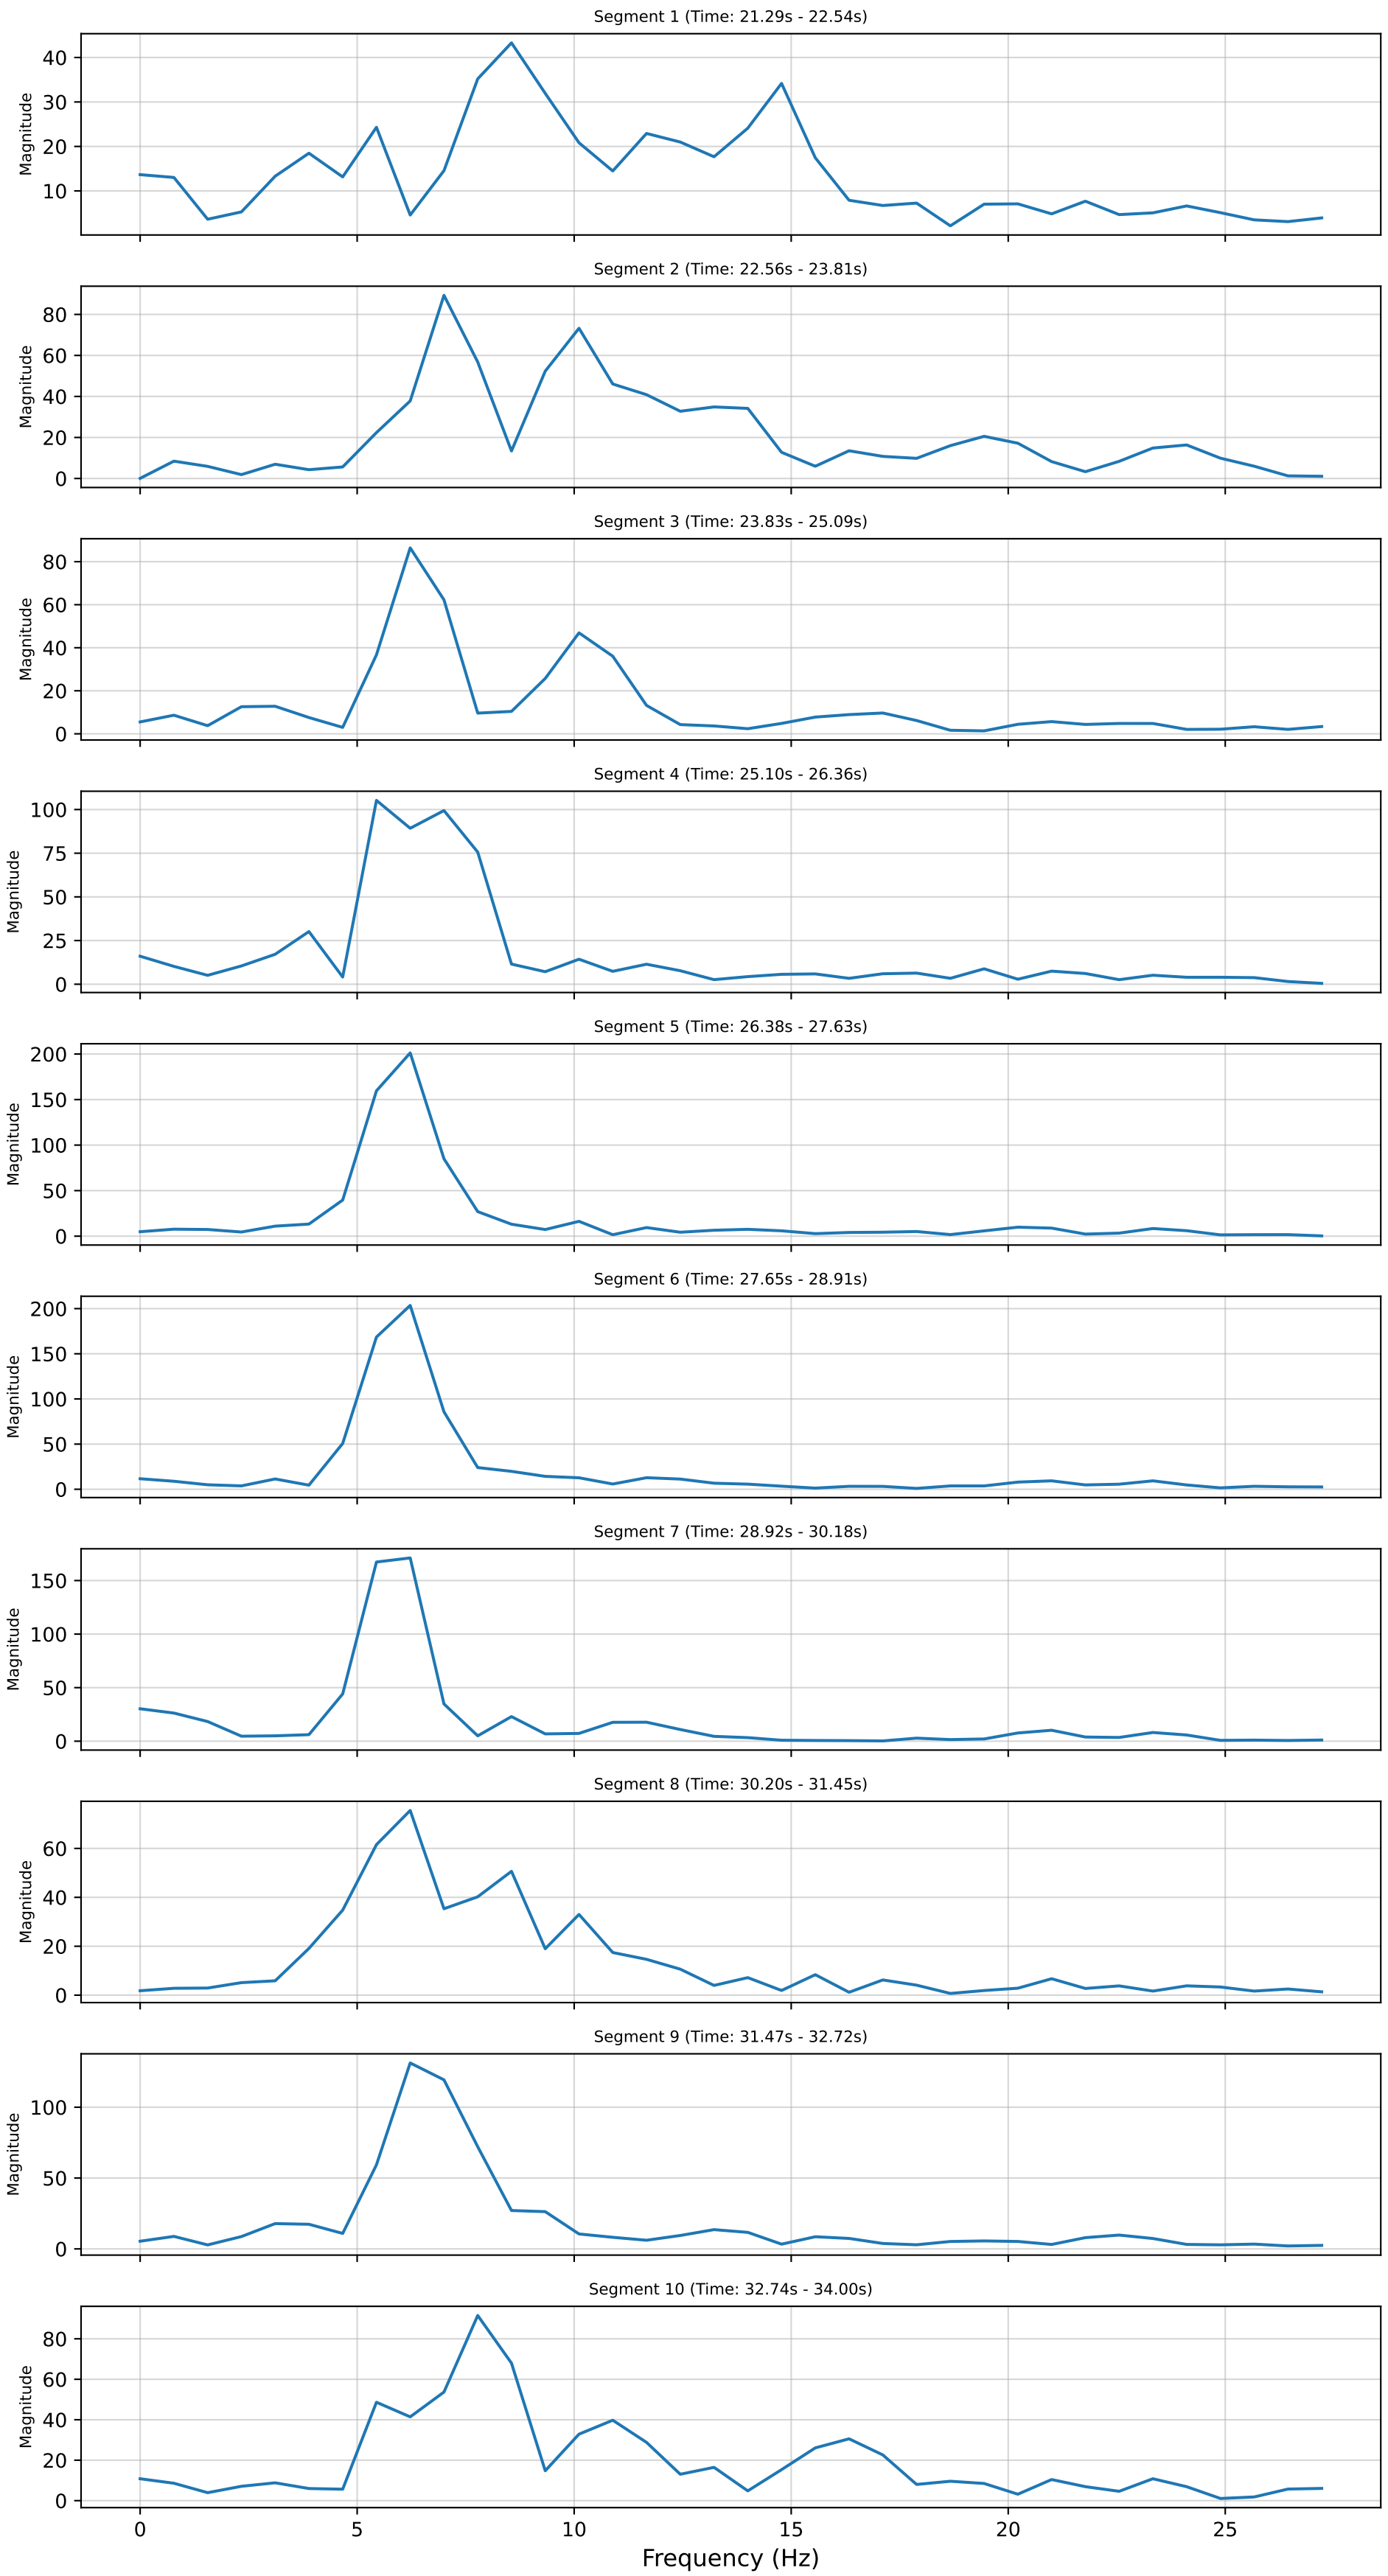 Segment 1 (Time: 21.29s - 22.54s)
40
30
20
10
Magnitude
Segment 2 (Time: 22.56s - 23.81s)
80
60
40
20
0
Magnitude
Segment 3 (Time: 23.83s - 25.09s)
80
60
40
20
0
Magnitude
Segment 4 (Time: 25.10s - 26.36s)
100
75
50
25
0
Magnitude
Segment 5 (Time: 26.38s - 27.63s)
200
150
100
50
0
Magnitude
Segment 6 (Time: 27.65s - 28.91s)
200
150
100
50
0
Magnitude
Segment 7 (Time: 28.92s - 30.18s)
150
100
50
0
Magnitude
Segment 8 (Time: 30.20s - 31.45s)
60
40
20
0
Magnitude
Segment 9 (Time: 31.47s - 32.72s)
100
50
0
Magnitude
Segment 10 (Time: 32.74s - 34.00s)
80
60
40
20
0
Magnitude
0 5 10 15 20 25
Frequency (Hz)